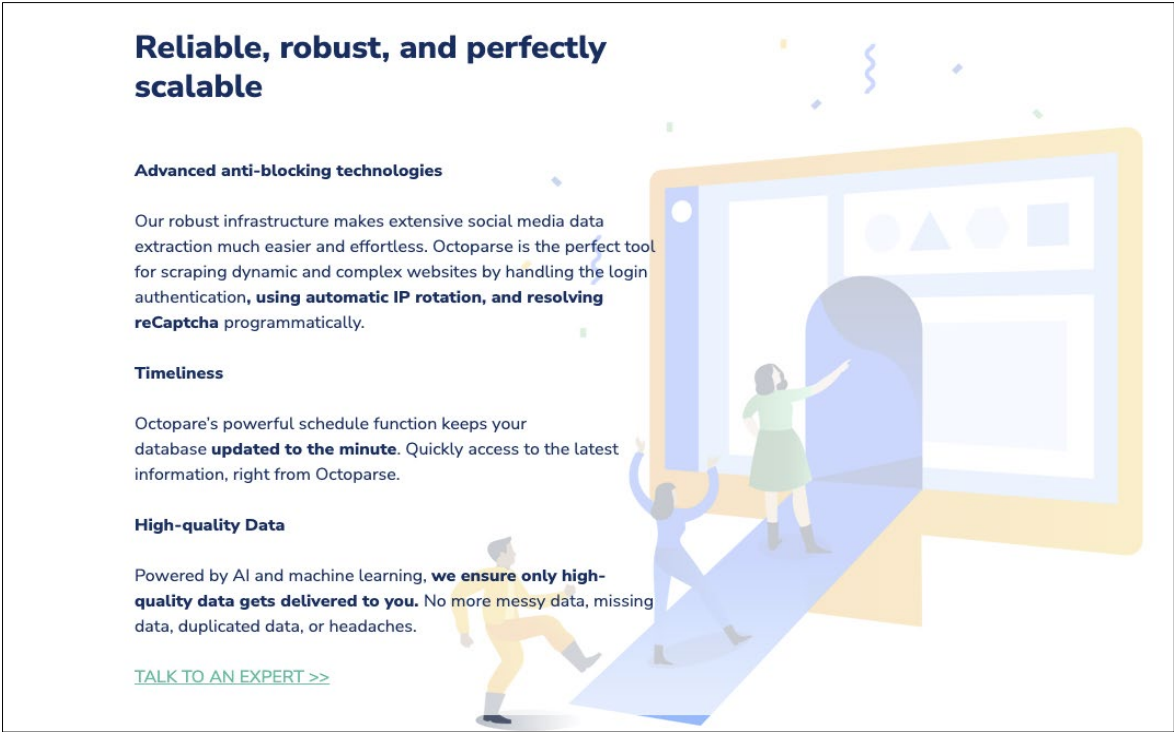 Reliable, robust, and perfectly
scalable
Advanced anti-blocking technologies
Our robust infrastructure makes extensive social media data
extraction much easier and effortless. Octoparse is the perfect tool
for scraping dynamic and complex websites by handling the login
authentication, using automatic IP rotation, and resolving
reCaptcha programmatically.
Timeliness
Octopare's powerful schedule function keeps your
database updated to the minute. Quickly access to the latest
information, right from Octoparse.
High-quality Data
Powered by AI and machine learning, we ensure only high-
quality data gets delivered to you. No more messy data, missing
data, duplicated data, or headaches.
TALK TO AN EXPERT >>